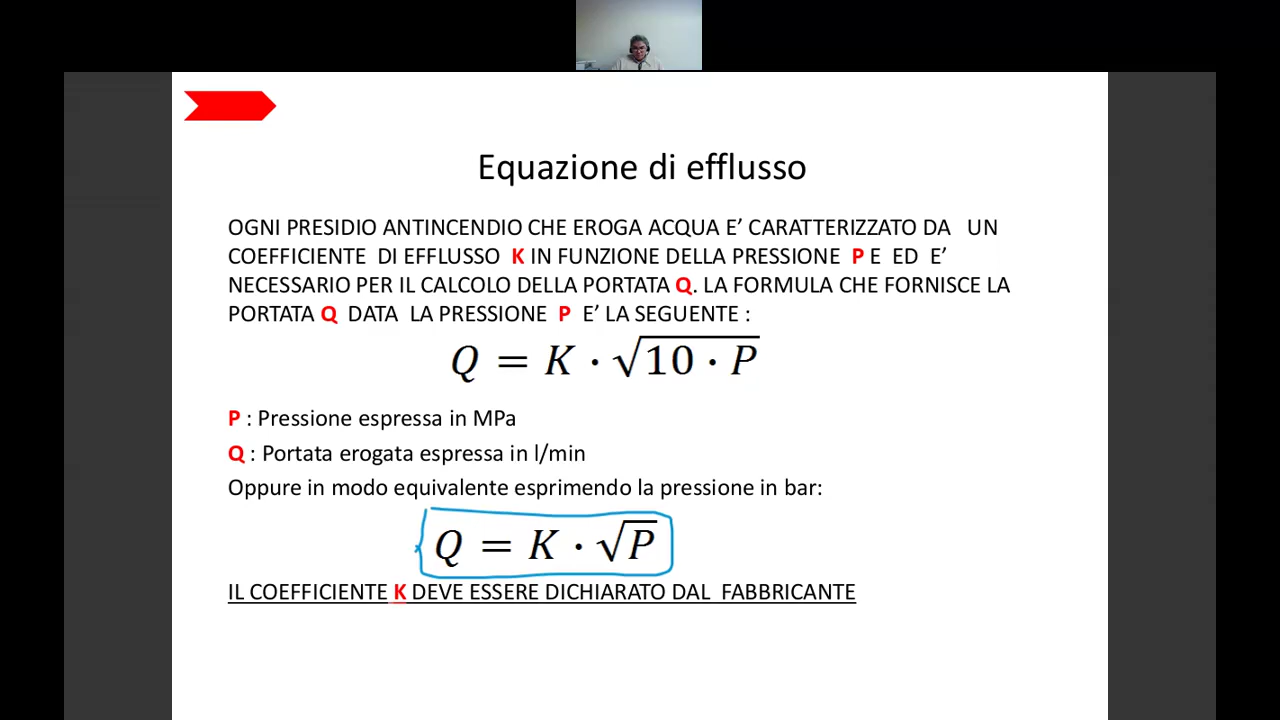 Equazione di efflusso
OGNI PRESIDIO ANTINCENDIO CHE EROGA ACQUA E’ CARATTERIZZATO DA UN
COEFFICIENTE DI EFFLUSSO K IN FUNZIONE DELLA PRESSIONE P E ED E’
NECESSARIO PER IL CALCOLO DELLA PORTATA Q. LA FORMULA CHE FORNISCE LA
PORTATA Q DATA LA PRESSIONE P E’ LA SEGUENTE :
Q = K · √10 · P
P : Pressione espressa in MPa
Q : Portata erogata espressa in l/min
Oppure in modo equivalente esprimendo la pressione in bar:
Q = K · √P
IL COEFFICIENTE K DEVE ESSERE DICHIARATO DAL FABBRICANTE